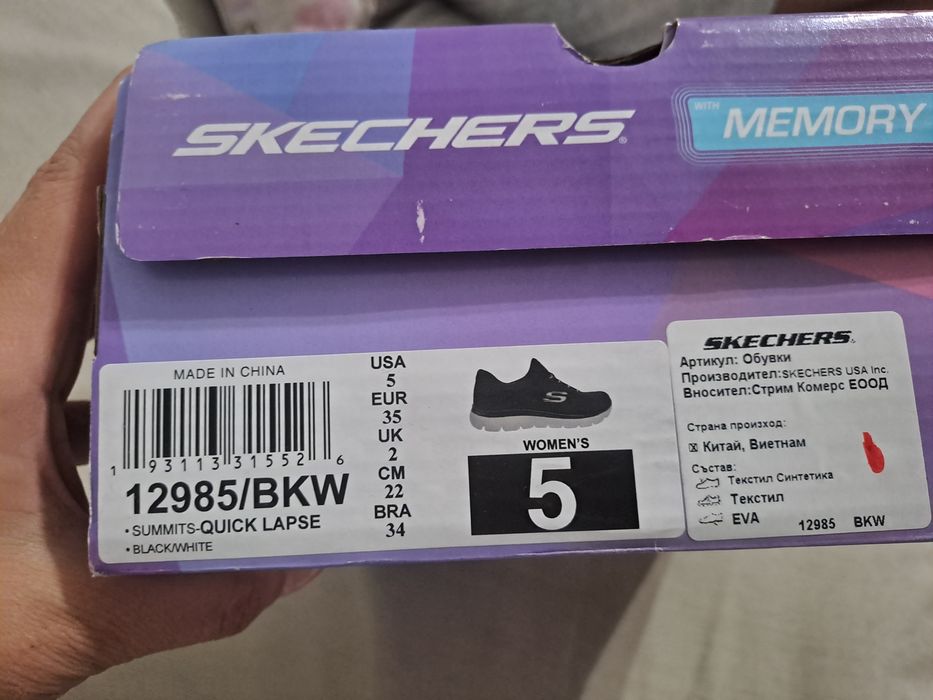 SKECHERS®
WITH MEMORY
MADE IN CHINA
1 93113 31552 6
12985/BKW
• SUMMITS-QUICK LAPSE
• BLACK/WHITE
USA
5
EUR
35
UK
2
CM
22
BRA
34
S
WOMEN'S
5
SKECHERS.
Артикул: Обувки
Производител:SKECHERS USA Inc.
Вносител:Стрим Комерс ЕООД
Страна произход:
☒ Китай, Виетнам
Състав:
Текстил Синтетика
Текстил
EVA
12985 BKW